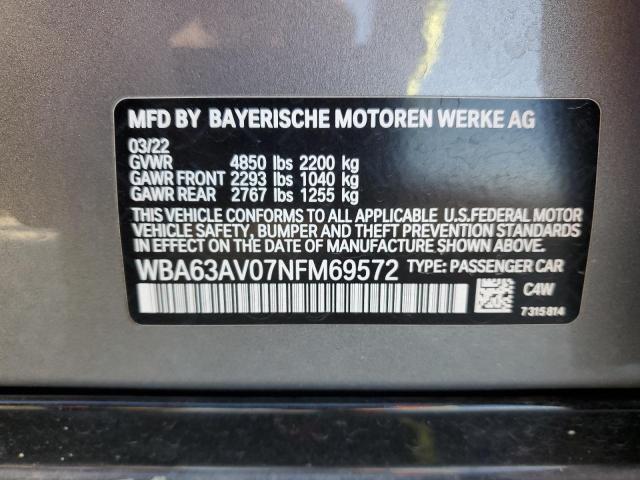 MFD BY BAYERISCHE MOTOREN WERKE AG
03/22
GVWR 4850 lbs 2200 kg
GAWR FRONT 2293 lbs 1040 kg
GAWR REAR 2767 lbs 1255 kg
THIS VEHICLE CONFORMS TO ALL APPLICABLE U.S.FEDERAL MOTOR
VEHICLE SAFETY, BUMPER AND THEFT PREVENTION STANDARDS
IN EFFECT ON THE DATE OF MANUFACTURE SHOWN ABOVE.
WBA63AV07NFM69572 TYPE: PASSENGER CAR
C4W
7315814